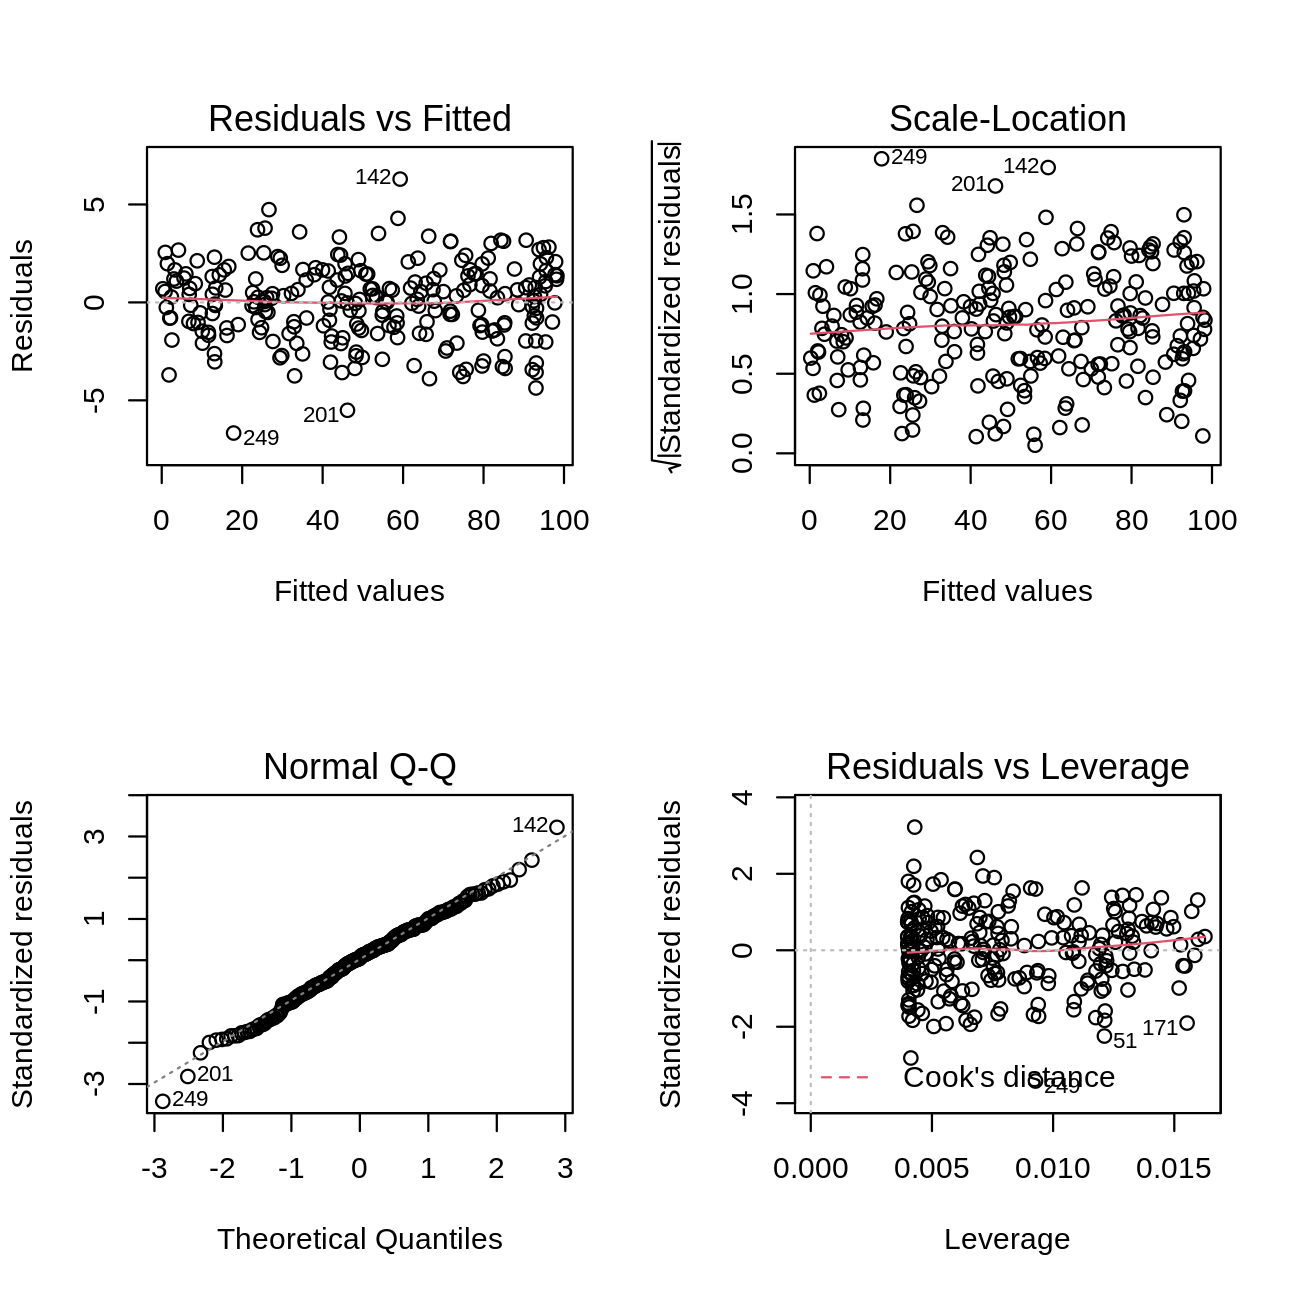 Residuals vs Fitted
Residuals
5
0
-5
142
201
249
0 20 40 60 80 100
Fitted values
Scale-Location
√|Standardized residuals|
1.5
1.0
0.5
0.0
249
142
201
0 20 40 60 80 100
Fitted values
Normal Q-Q
Standardized residuals
3
1
-1
-3
142
201
249
-3 -2 -1 0 1 2 3
Theoretical Quantiles
Residuals vs Leverage
Standardized residuals
4
2
0
-2
-4
51
171
Cook's distance
249
0.000 0.005 0.010 0.015
Leverage